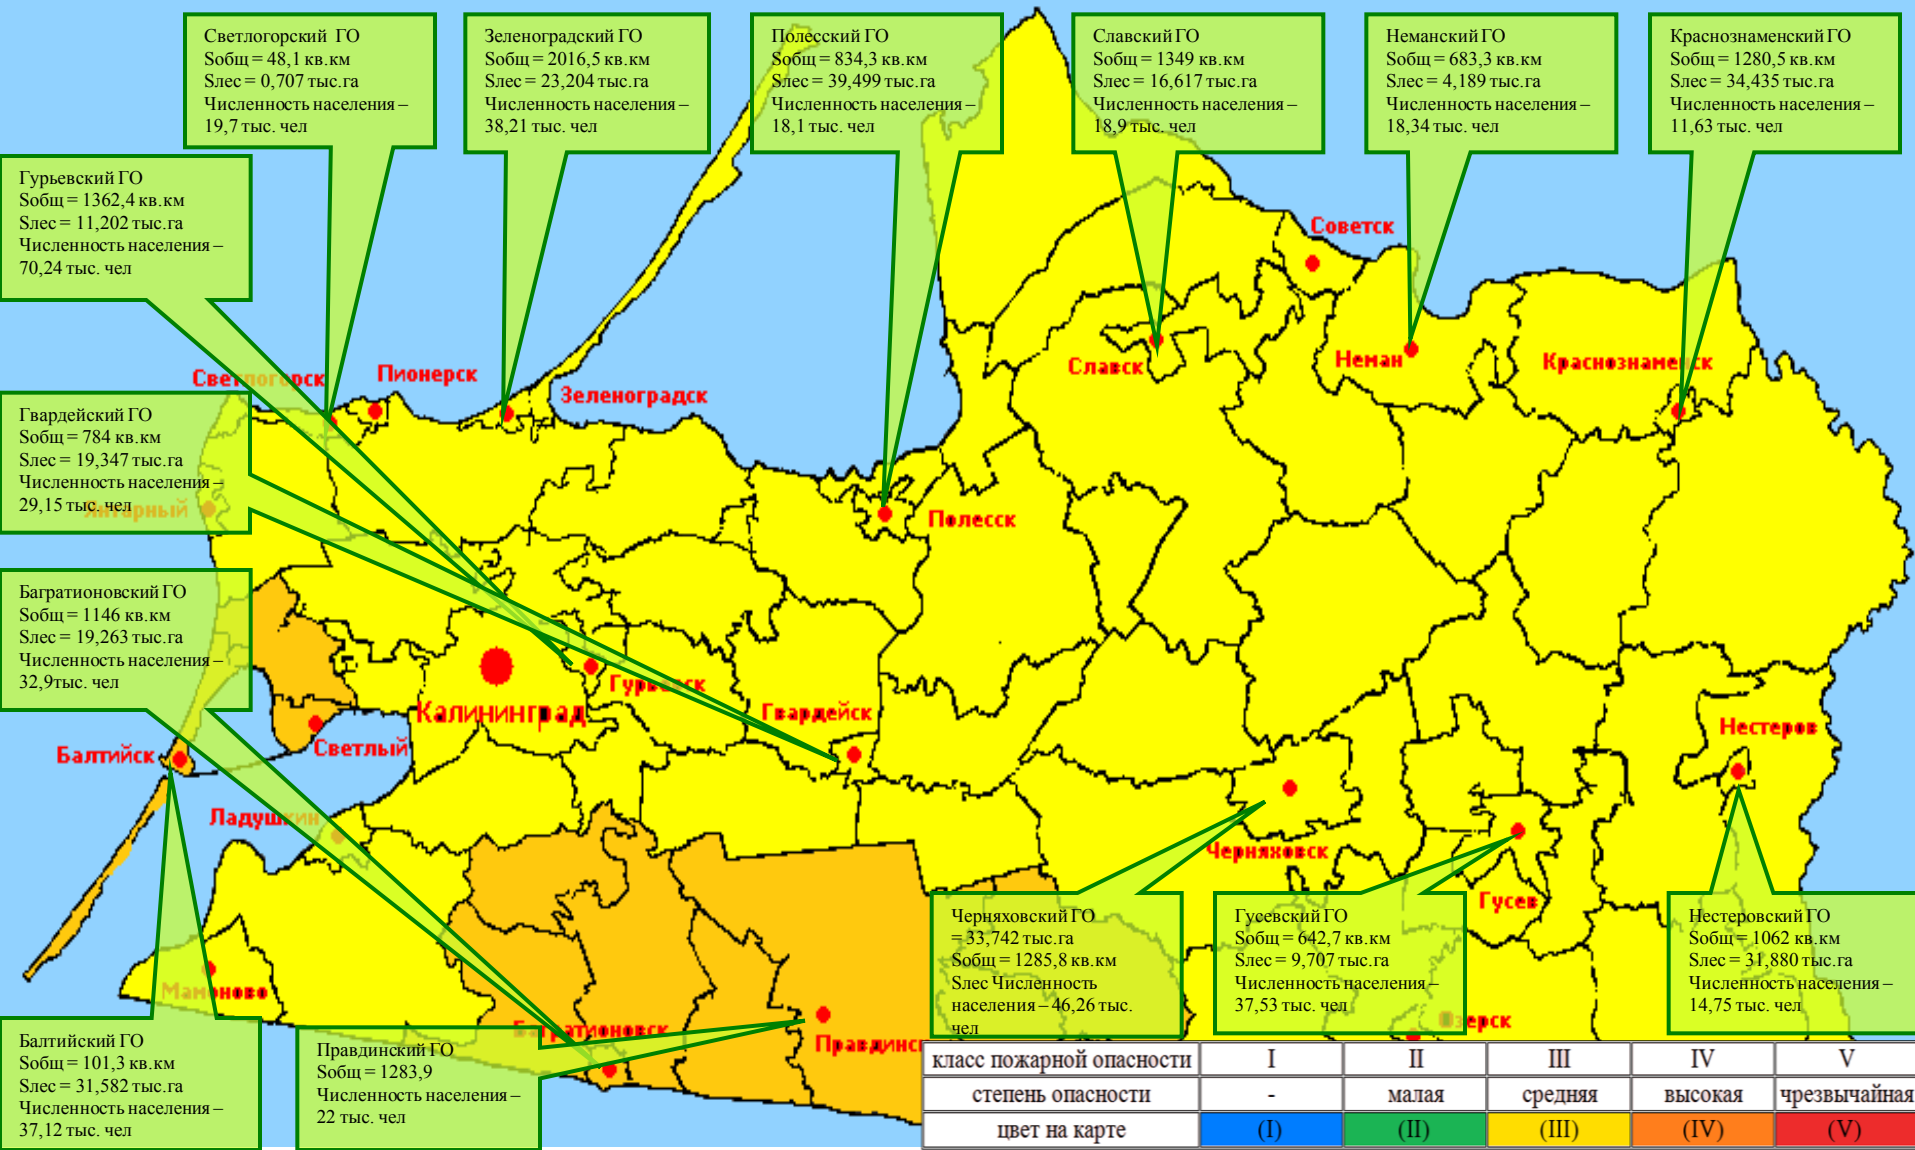 Светлогорский ГО
Sобщ = 48,1 кв.км
Sлес = 0,707 тыс.га
Численность населения –
19,7 тыс. чел
Зеленоградский ГО
Sобщ = 2016,5 кв.км
Sлес = 23,204 тыс.га
Численность населения –
38,21 тыс. чел
Полесский ГО
Sобщ = 834,3 кв.км
Sлес = 39,499 тыс.га
Численность населения –
18,1 тыс. чел
Славский ГО
Sобщ = 1349 кв.км
Sлес = 16,617 тыс.га
Численность населения –
18,9 тыс. чел
Неманский ГО
Sобщ = 683,3 кв.км
Sлес = 4,189 тыс.га
Численность населения –
18,34 тыс. чел
Краснознаменский ГО
Sобщ = 1280,5 кв.км
Sлес = 34,435 тыс.га
Численность населения –
11,63 тыс. чел
Гурьевский ГО
Sобщ = 1362,4 кв.км
Sлес = 11,202 тыс.га
Численность населения –
70,24 тыс. чел
Советск
Славск
Неман
Краснознаменск
Светлогорск
Пионерск
Зеленоградск
Гвардейский ГО
Sобщ = 784 кв.км
Sлес = 19,347 тыс.га
Численность населения –
29,15 тыс. чел
Янтарный
Полесск
Багратионовский ГО
Sобщ = 1146 кв.км
Sлес = 19,263 тыс.га
Численность населения –
32,9тыс. чел
Гурьевск
КАЛИНИНГРАД
Гвардейск
Нестеров
Светлый
Балтийск
Ладушкин
Черняховск
Гусев
Черняховский ГО
= 33,742 тыс.га
Sобщ = 1285,8 кв.км
Sлес Численность
населения – 46,26 тыс.
чел
Гусевский ГО
Sобщ = 642,7 кв.км
Sлес = 9,707 тыс.га
Численность населения –
37,53 тыс. чел
Нестеровский ГО
Sобщ = 1062 кв.км
Sлес = 31,880 тыс.га
Численность населения –
14,75 тыс. чел
Мамоново
Озерск
Багратионовск
Правдинс
Балтийский ГО
Sобщ = 101,3 кв.км
Sлес = 31,582 тыс.га
Численность населения –
37,12 тыс. чел
Правдинский ГО
Sобщ = 1283,9
Численность населения –
22 тыс. чел
класс пожарной опасности I II III IV V
степень опасности - малая средняя высокая чрезвычайная
цвет на карте (I) (II) (III) (IV) (V)